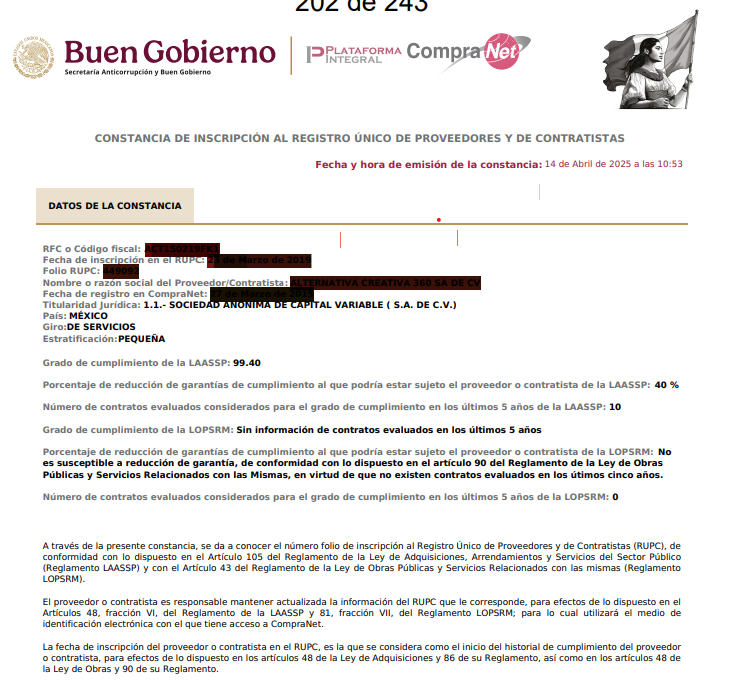 202 de 243
Buen Gobierno
Secretaría Anticorrupción y Buen Gobierno
PLATAFORMA
INTEGRAL
CompraNet
CONSTANCIA DE INSCRIPCIÓN AL REGISTRO ÚNICO DE PROVEEDORES Y DE CONTRATISTAS
Fecha y hora de emisión de la constancia: 14 de Abril de 2025 a las 10:53
DATOS DE LA CONSTANCIA
RFC o Código fiscal:
Fecha de inscripción en el RUPC:
Folio RUPC:
Nombre o razón social del Proveedor/Contratista:
Fecha de registro en CompraNet:
Titularidad Jurídica: 1.1.- SOCIEDAD ANONIMA DE CAPITAL VARIABLE ( S.A. DE C.V.)
País: MÉXICO
Giro:DE SERVICIOS
Estratificación:PEQUEÑA
Grado de cumplimiento de la LAASSP: 99.40
Porcentaje de reducción de garantías de cumplimiento al que podría estar sujeto el proveedor o contratista de la LAASSP: 40 %
Número de contratos evaluados considerados para el grado de cumplimiento en los últimos 5 años de la LAASSP: 10
Grado de cumplimiento de la LOPSRM: Sin información de contratos evaluados en los últimos 5 años
Porcentaje de reducción de garantías de cumplimiento al que podría estar sujeto el proveedor o contratista de la LOPSRM: No
es susceptible a reducción de garantía, de conformidad con lo dispuesto en el artículo 90 del Reglamento de la Ley de Obras
Públicas y Servicios Relacionados con las Mismas, en virtud de que no existen contratos evaluados en los útimos cinco años.
Número de contratos evaluados considerados para el grado de cumplimiento en los últimos 5 años de la LOPSRM: 0
A través de la presente constancia, se da a conocer el número folio de inscripción al Registro Único de Proveedores y de Contratistas (RUPC), de
conformidad con lo dispuesto en el Artículo 105 del Reglamento de la Ley de Adquisiciones, Arrendamientos y Servicios del Sector Público
(Reglamento LAASSP) y con el Artículo 43 del Reglamento de la Ley de Obras Públicas y Servicios Relacionados con las mismas (Reglamento
LOPSRM).
El proveedor o contratista es responsable mantener actualizada la información del RUPC que le corresponde, para efectos de lo dispuesto en el
Artículos 48, fracción VI, del Reglamento de la LAASSP y 81, fracción VII, del Reglamento LOPSRM; para lo cual utilizará el medio de
identificación electrónica con el que tiene acceso a CompraNet.
La fecha de inscripción del proveedor o contratista en el RUPC, es la que se considera como el inicio del historial de cumplimiento del proveedor
o contratista, para efectos de lo dispuesto en los artículos 48 de la Ley de Adquisiciones y 86 de su Reglamento, así como en los artículos 48 de
la Ley de Obras y 90 de su Reglamento.